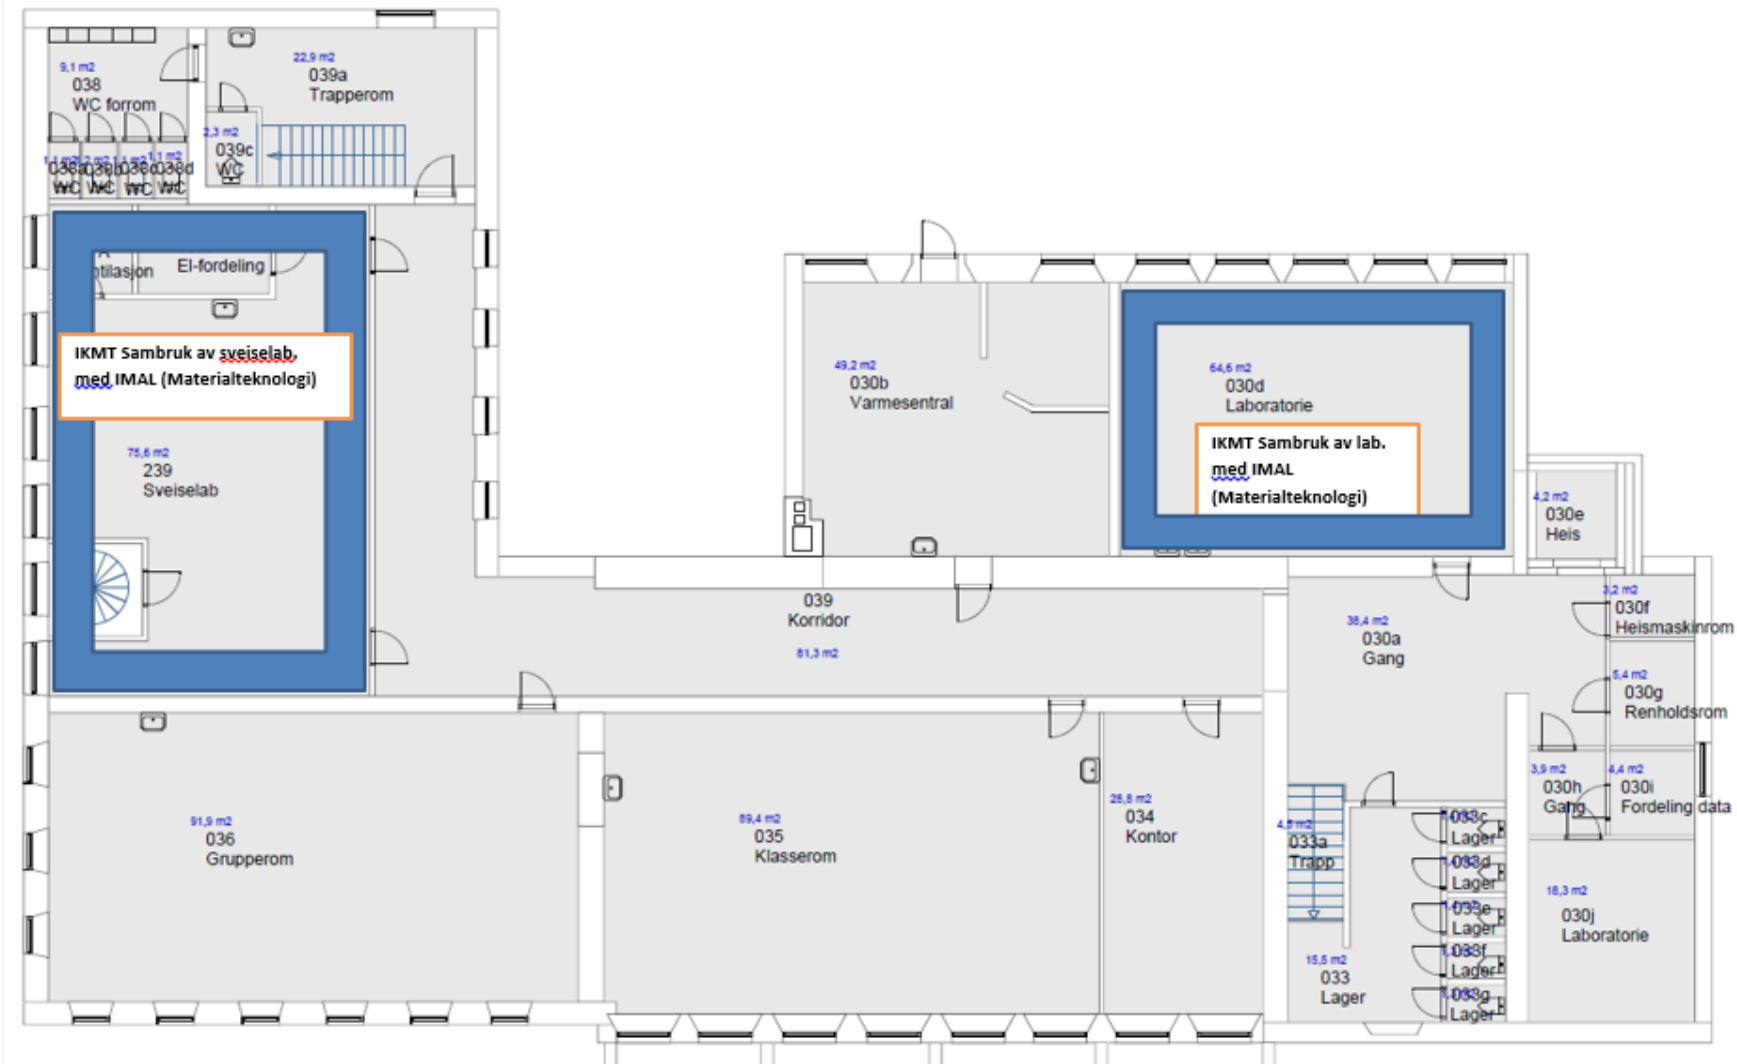 9,1 m2
038
WC forrom
22,9 m2
039a
Trapperom
2,3 m2
039c
WC
1,1 m2
038d
WC
WC
WC
WC
El-fordeling
IKMT Sambruk av sveiselab.
med IMAL (Materialteknologi)
75,6 m2
239
Sveiselab
49,2 m2
030b
Varmesentral
64,6 m2
030d
Laboratorie
IKMT Sambruk av lab.
med IMAL
(Materialteknologi)
4,2 m2
030e
Heis
039
Korridor
81,3 m2
38,4 m2
030a
Gang
3,2 m2
030f
Heismaskinrom
5,4 m2
030g
Renholdsrom
3,9 m2
030h
Gang
4,4 m2
030i
Fordeling data
91,9 m2
036
Grupperom
89,4 m2
035
Klasserom
28,8 m2
034
Kontor
033a
Trapp
033c
Lager
033d
Lager
033e
Lager
033f
Lager
033g
Lager
15,5 m2
033
Lager
18,3 m2
030j
Laboratorie